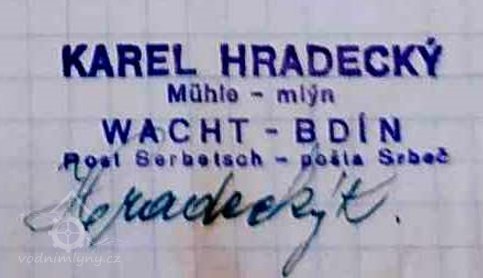 KAREL HRADECKÝ
Mühle - mlýn
WACHT - BDÍN
Post Serbetsch - pošta Srbeč
Hradecký K.
vodnimlyny.cz